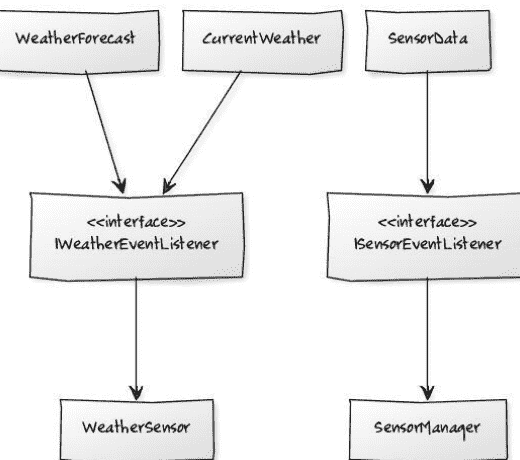 WeatherForecast
CurrentWeather
SensorData
<<interface>>
IWeatherEventListener
<<interface>>
ISensorEventListener
WeatherSensor
SensorManager